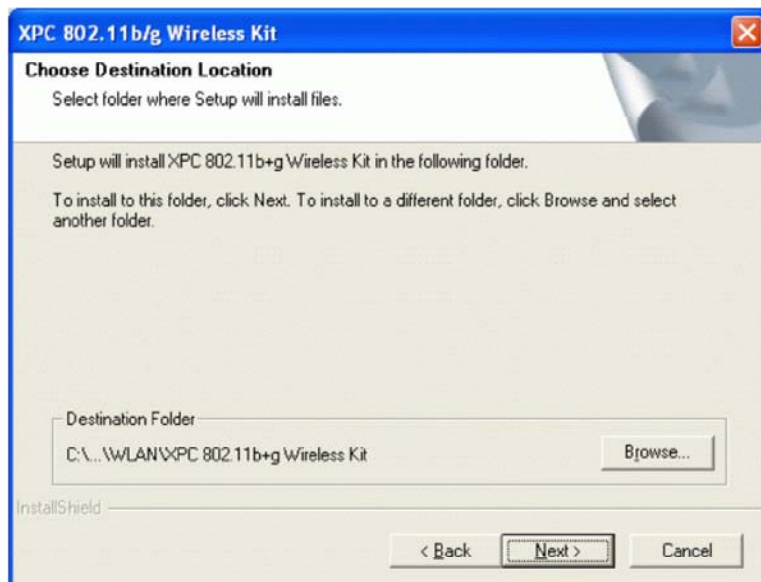 XPC 802.11b/g Wireless Kit
Choose Destination Location
Select folder where Setup will install files.
Setup will install XPC 802.11b+g Wireless Kit in the following folder.
To install to this folder, click Next. To install to a different folder, click Browse and select
another folder.
Destination Folder
C:\...\WLAN\XPC 802.11b+g Wireless Kit
Browse...
InstallShield
< Back
Next >
Cancel